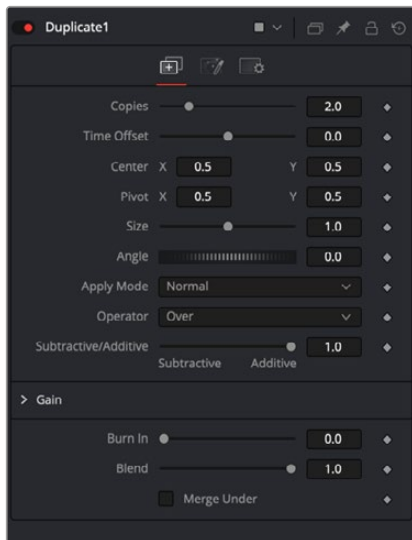 Duplicate1
Copies 2.0
Time Offset 0.0
Center X 0.5 Y 0.5
Pivot X 0.5 Y 0.5
Size 1.0
Angle 0.0
Apply Mode Normal
Operator Over
Subtractive/Additive 1.0
Subtractive Additive
> Gain
Burn In 0.0
Blend 1.0
Merge Under